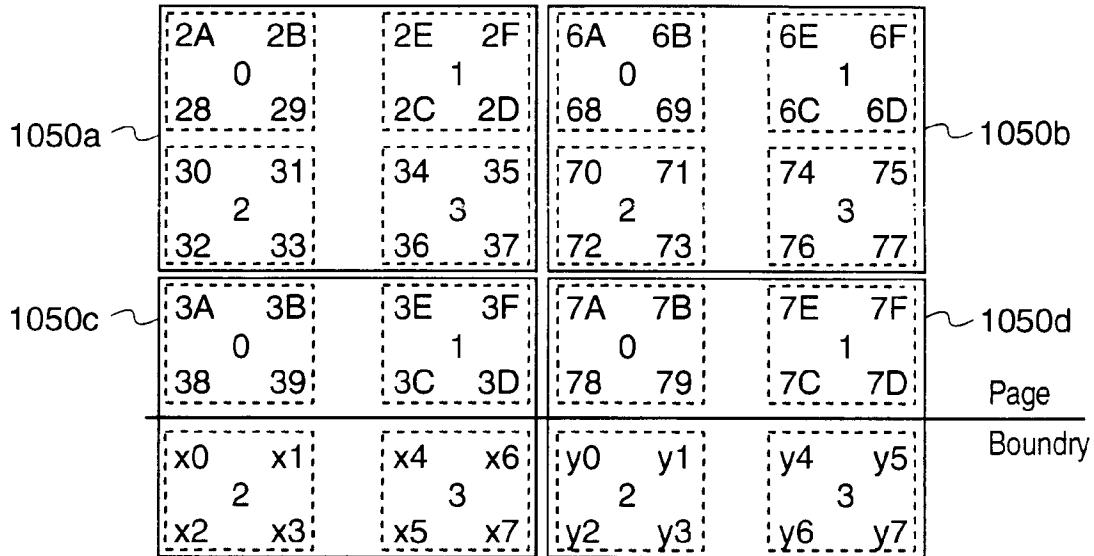 2A 2B 2E 2F 6A 6B 6E 6F
0 1 0 1
28 29 2C 2D 68 69 6C 6D
1050a 1050b
30 31 34 35 70 71 74 75
2 3 2 3
32 33 36 37 72 73 76 77
3A 3B 3E 3F 7A 7B 7E 7F
1050c 1050d
0 1 0 1
38 39 3C 3D 78 79 7C 7D
Page
Boundry
x0 x1 x4 x6 y0 y1 y4 y5
2 3 2 3
x2 x3 x5 x7 y2 y3 y6 y7